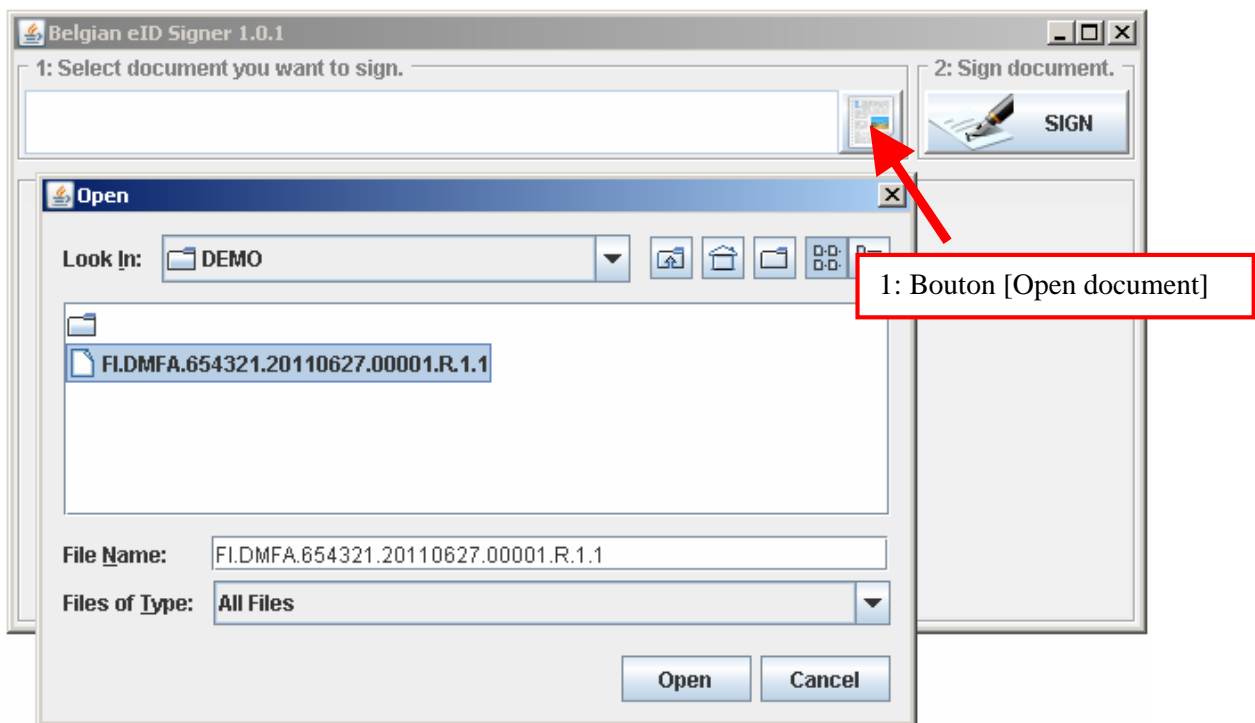 Belgian eID Signer 1.0.1
1: Select document you want to sign.
2: Sign document.
SIGN
Open
Look In: DEMO
1: Bouton [Open document]
FI.DMFA.654321.20110627.00001.R.1.1
File Name: FI.DMFA.654321.20110627.00001.R.1.1
Files of Type: All Files
Open Cancel